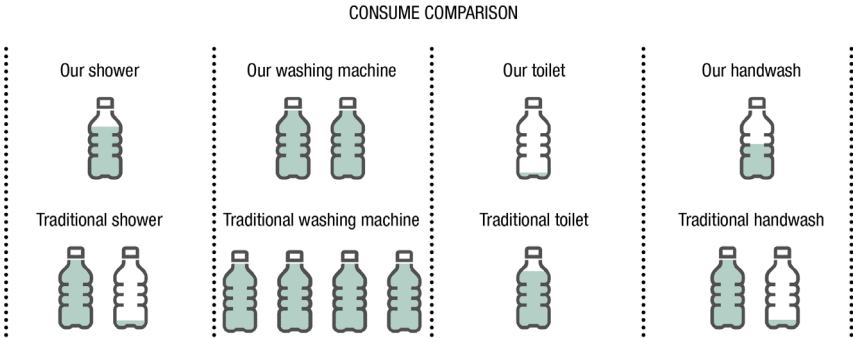 CONSUME COMPARISON
Our shower
Our washing machine
Our toilet
Our handwash
Traditional shower
Traditional washing machine
Traditional toilet
Traditional handwash